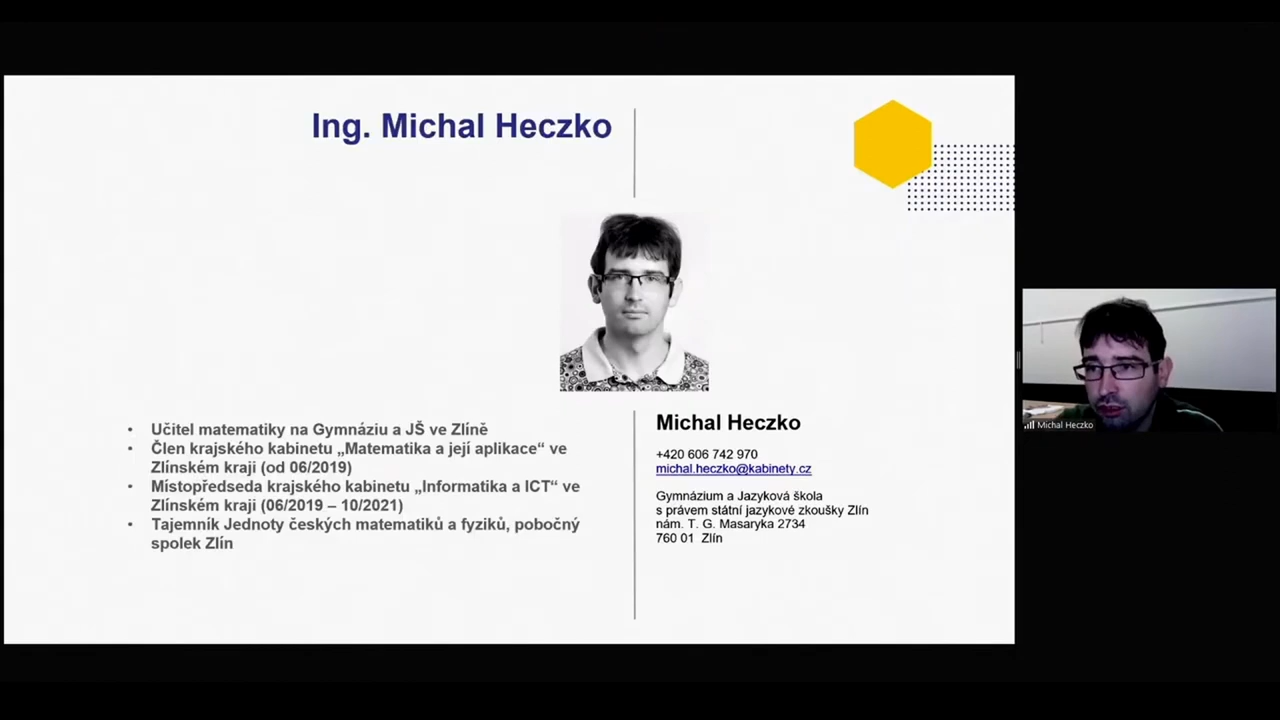 Ing. Michal Heczko
• Učitel matematiky na Gymnáziu a JŠ ve Zlíně
• Člen krajského kabinetu „Matematika a její aplikace“ ve
Zlínském kraji (od 06/2019)
• Místopředseda krajského kabinetu „Informatika a ICT“ ve
Zlínském kraji (06/2019 – 10/2021)
• Tajemník Jednoty českých matematiků a fyziků, pobočný
spolek Zlín
Michal Heczko
+420 606 742 970
michal.heczko@kabinety.cz
Gymnázium a Jazyková škola
s právem státní jazykové zkoušky Zlín
nám. T. G. Masaryka 2734
760 01 Zlín
Michal Heczko